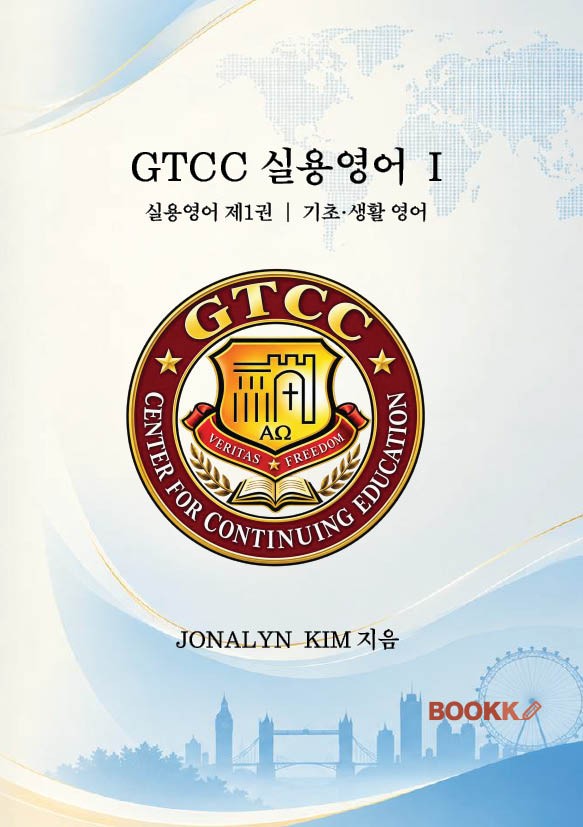 GTCC 실용영어 I
실용영어 제1권 | 기초·생활 영어
GTCC
ΑΩ
VERITAS ★ FREEDOM
CENTER FOR CONTINUING EDUCATION
JONALYN KIM 지음
BOOKK